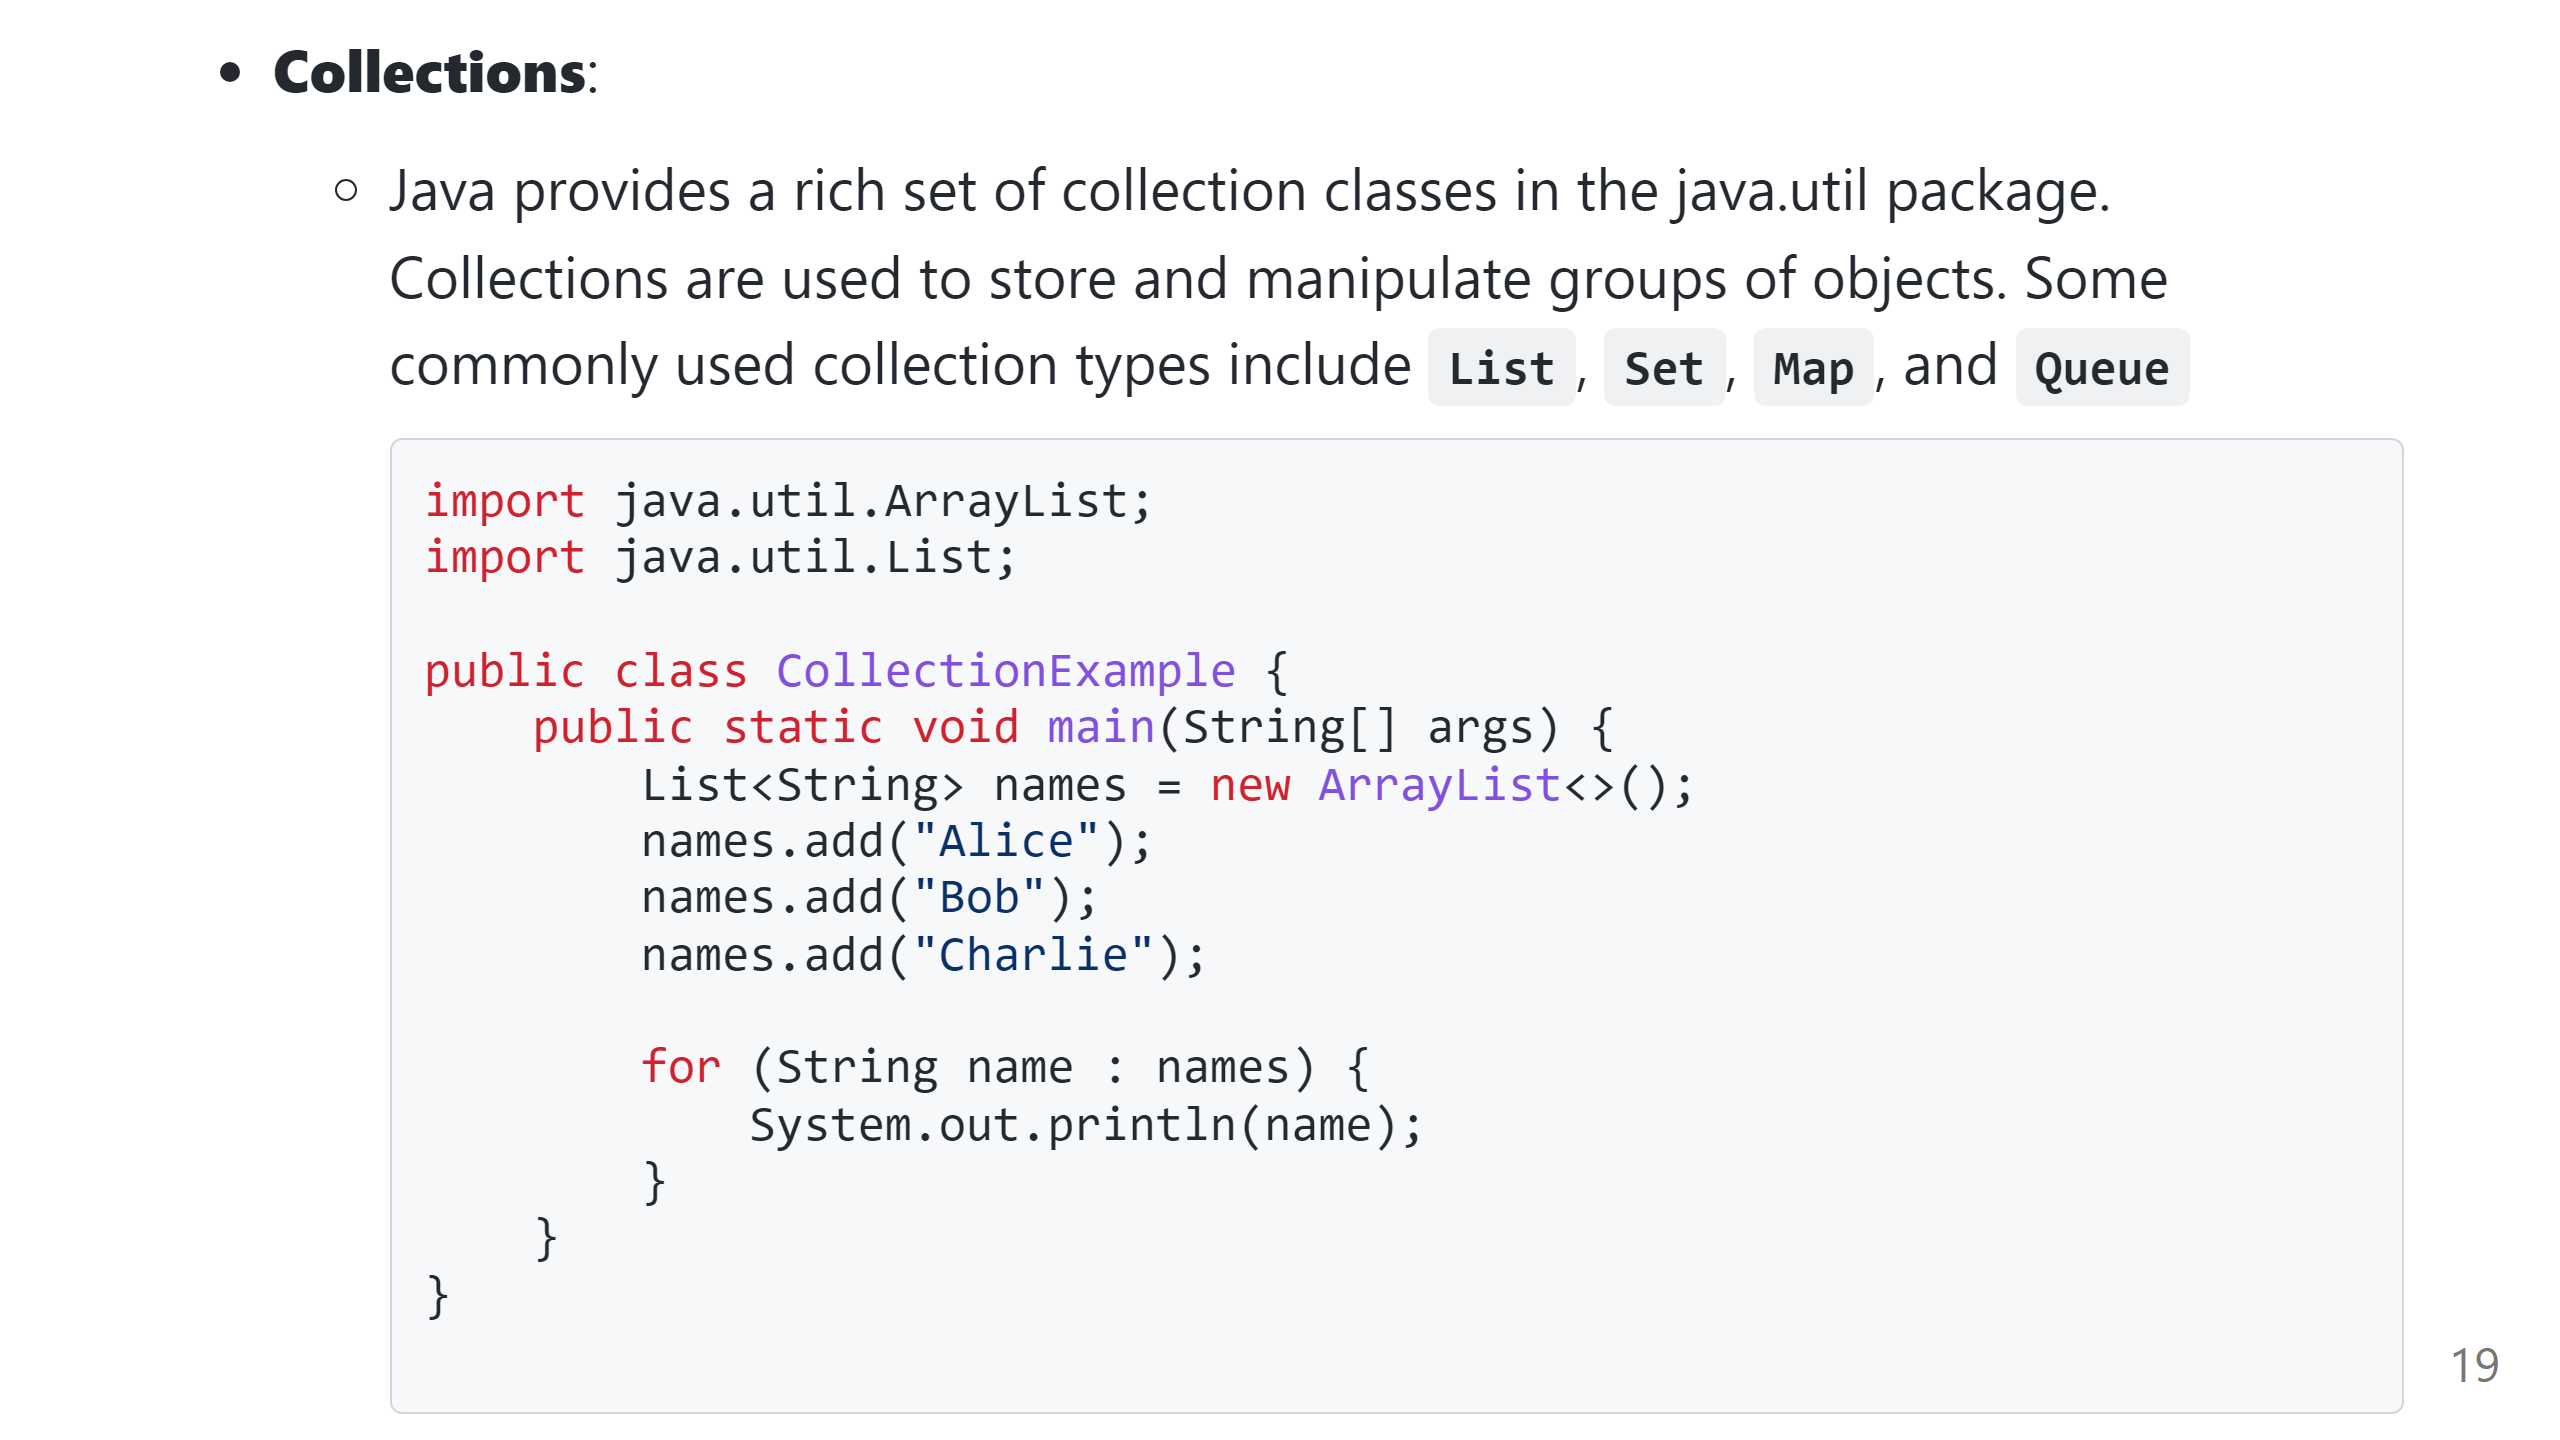 • Collections:
○ Java provides a rich set of collection classes in the java.util package.
Collections are used to store and manipulate groups of objects. Some
commonly used collection types include List, Set, Map, and Queue
import java.util.ArrayList;
import java.util.List;

public class CollectionExample {
    public static void main(String[] args) {
        List<String> names = new ArrayList<>();
        names.add("Alice");
        names.add("Bob");
        names.add("Charlie");

        for (String name : names) {
            System.out.println(name);
        }
    }
}
19